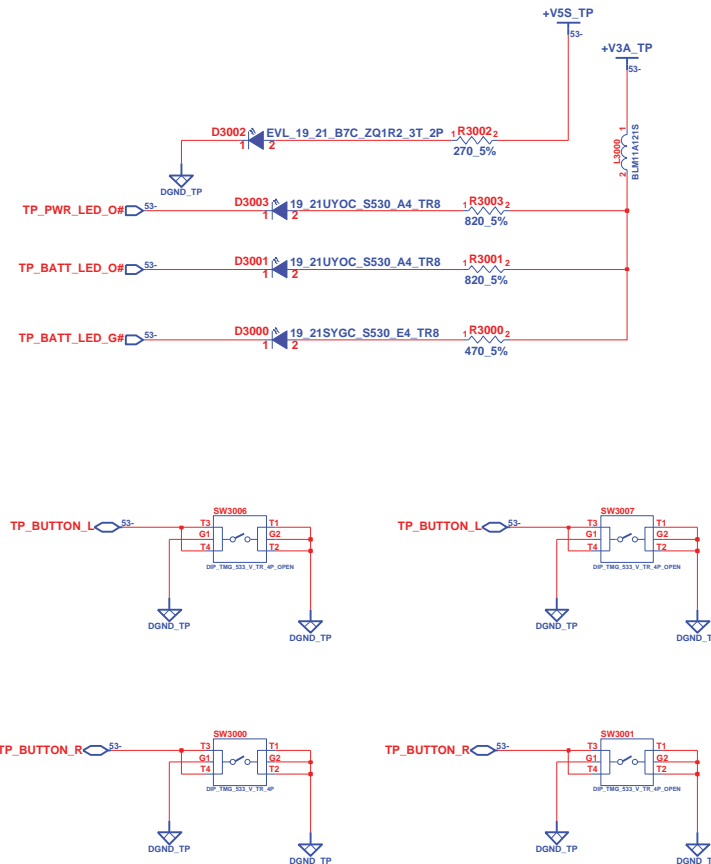 +V5S_TP
53-
+V3A_TP
53-
L3000
1
2
BLM11A121S
D3002
EVL_19_21_B7C_ZQ1R2_3T_2P
1
2
1 R3002 2
270_5%
DGND_TP
TP_PWR_LED_O#
53-
D3003
19_21UYOC_S530_A4_TR8
1
2
1 R3003 2
820_5%
TP_BATT_LED_O#
53-
D3001
19_21UYOC_S530_A4_TR8
1
2
1 R3001 2
820_5%
TP_BATT_LED_G#
53-
D3000
19_21SYGC_S530_E4_TR8
1
2
1 R3000 2
470_5%
TP_BUTTON_L
53-
SW3006
T3
G1
T4
T1
G2
T2
DIP_TMG_533_V_TR_4P_OPEN
DGND_TP
DGND_TP
TP_BUTTON_L
53-
SW3007
T3
G1
T4
T1
G2
T2
DIP_TMG_533_V_TR_4P_OPEN
DGND_TP
DGND_T
TP_BUTTON_R
53-
SW3000
T3
G1
T4
T1
G2
T2
DIP_TMG_533_V_TR_4P
DGND_TP
DGND_TP
TP_BUTTON_R
53-
SW3001
T3
G1
T4
T1
G2
T2
DIP_TMG_533_V_TR_4P_OPEN
DGND_TP
DGND_T